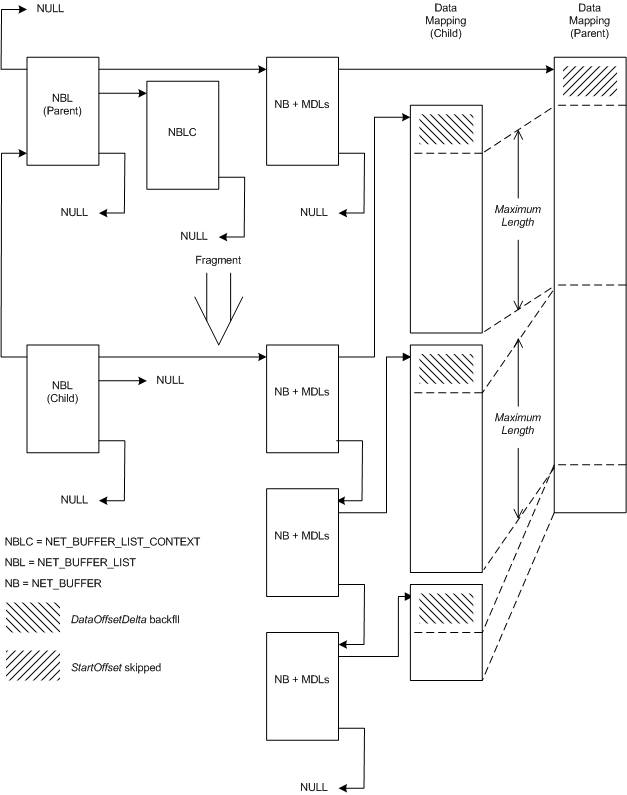 NULL
Data
Mapping
(Child)
Data
Mapping
(Parent)
NBL
(Parent)
NBLC
NB + MDLs
NULL
NULL
NULL
Maximum
Length
Fragment
NBL
(Child)
NULL
NB + MDLs
Maximum
Length
NULL
NB + MDLs
NBLC = NET_BUFFER_LIST_CONTEXT
NBL = NET_BUFFER_LIST
NB = NET_BUFFER
DataOffsetDelta backfll
StartOffset skipped
NB + MDLs
NULL